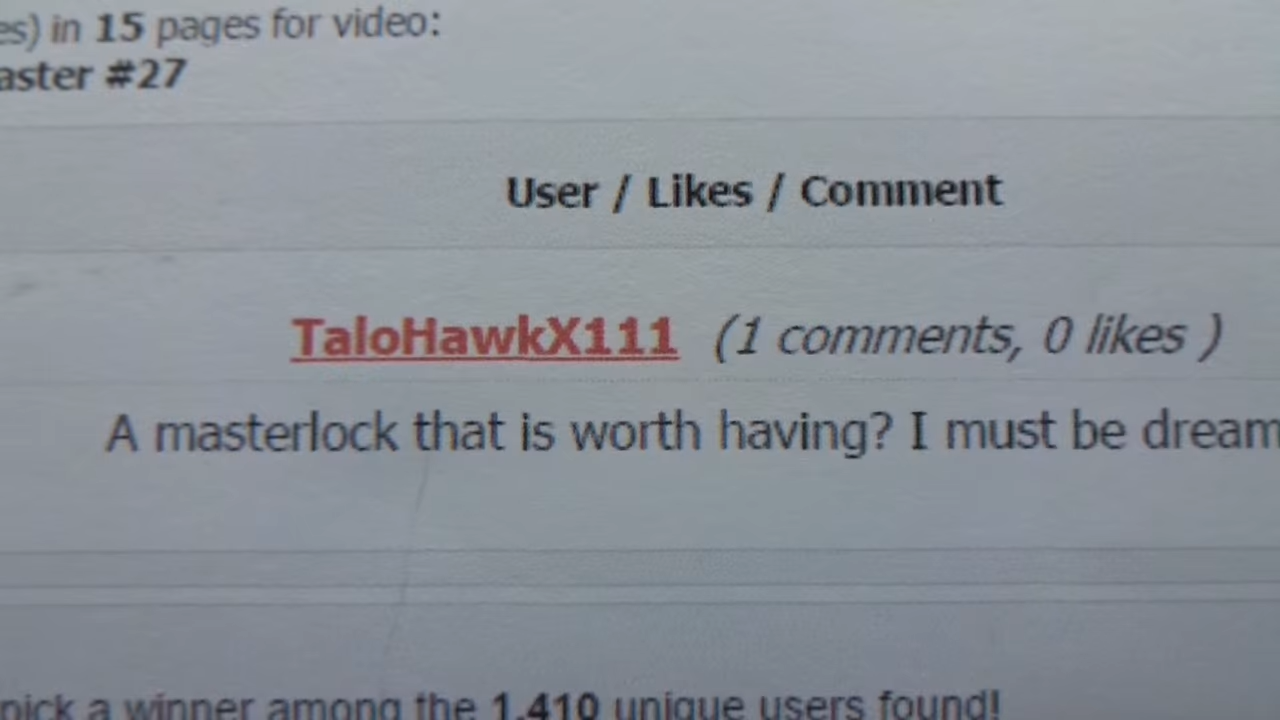 es) in 15 pages for video:
aster #27
User / Likes / Comment
TaloHawkX111 (1 comments, 0 likes )
A masterlock that is worth having? I must be dream
pick a winner among the 1,410 unique users found!